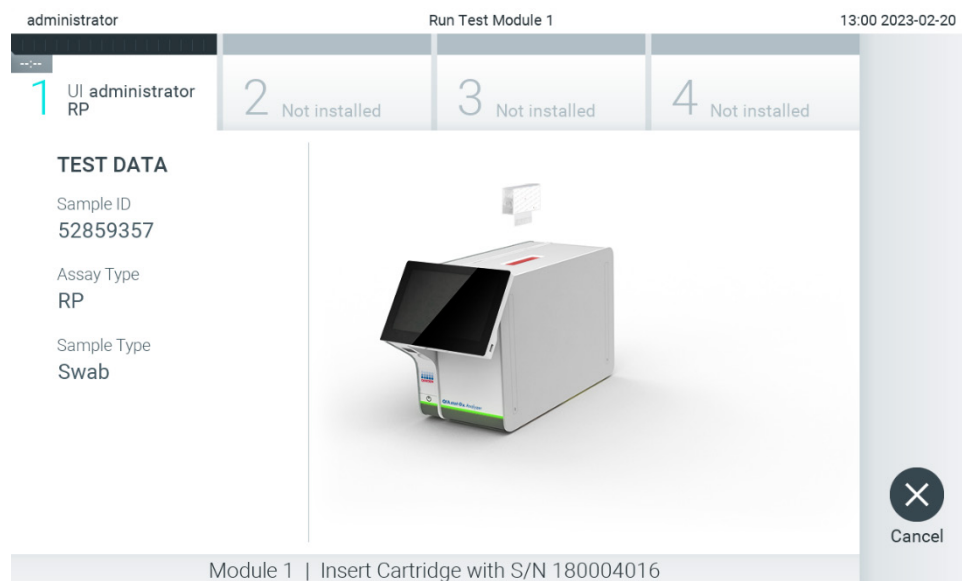 administrator
Run Test Module 1
13:00 2023-02-20
--:--
1 UI administrator
RP
2 Not installed
3 Not installed
4 Not installed
TEST DATA
Sample ID
52859357
Assay Type
RP
Sample Type
Swab
Cancel
Module 1 | Insert Cartridge with S/N 180004016